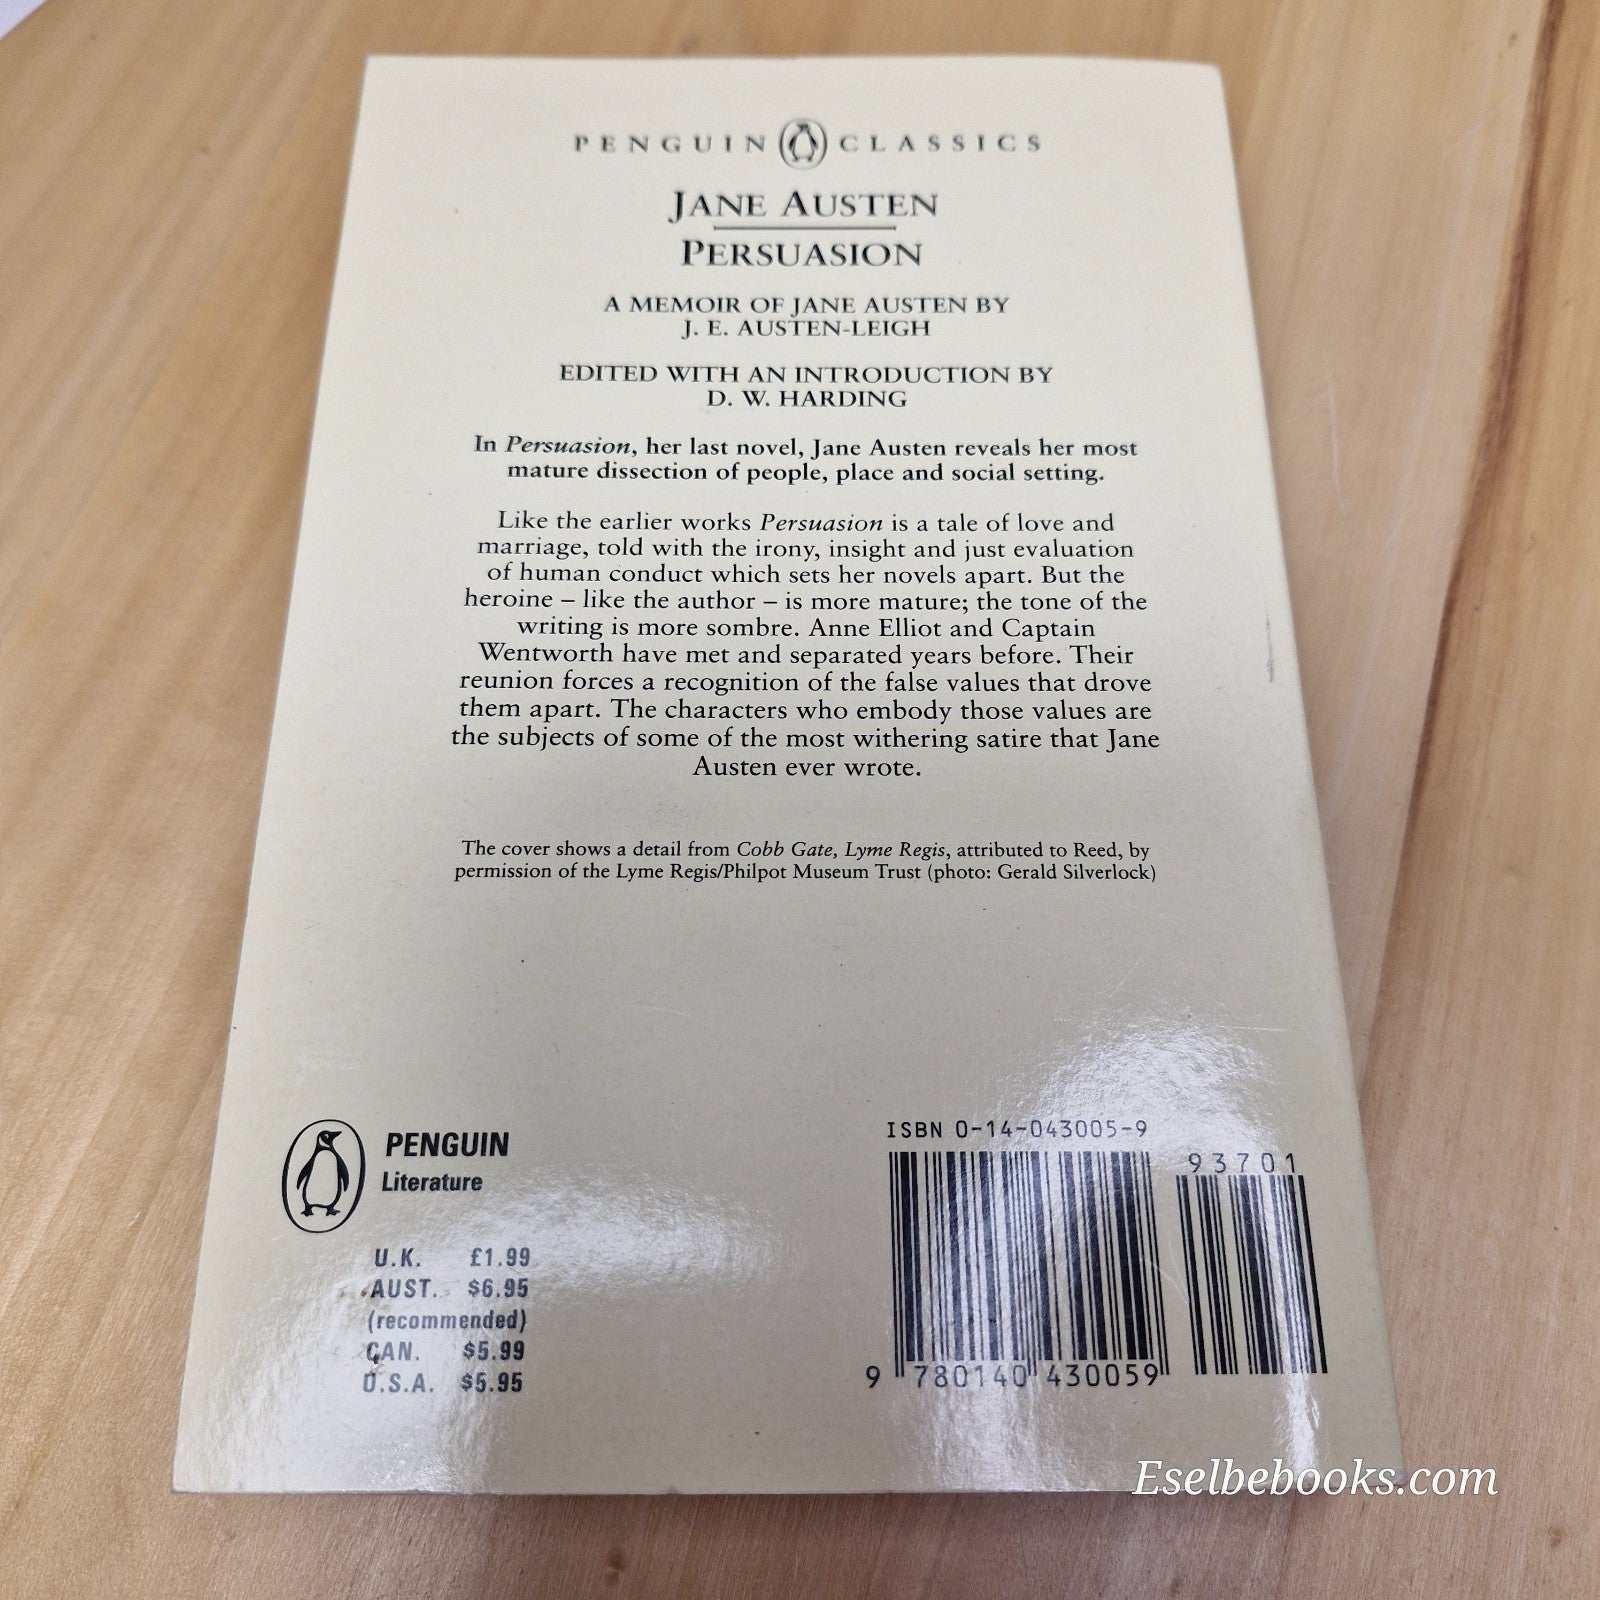 PENGUIN CLASSICS
JANE AUSTEN
PERSUASION
A MEMOIR OF JANE AUSTEN BY
J. E. AUSTEN-LEIGH
EDITED WITH AN INTRODUCTION BY
D. W. HARDING
In Persuasion, her last novel, Jane Austen reveals her most
mature dissection of people, place and social setting.
Like the earlier works Persuasion is a tale of love and
marriage, told with the irony, insight and just evaluation
of human conduct which sets her novels apart. But the
heroine – like the author – is more mature; the tone of the
writing is more sombre. Anne Elliot and Captain
Wentworth have met and separated years before. Their
reunion forces a recognition of the false values that drove
them apart. The characters who embody those values are
the subjects of some of the most withering satire that Jane
Austen ever wrote.
The cover shows a detail from Cobb Gate, Lyme Regis, attributed to Reed, by
permission of the Lyme Regis/Philpot Museum Trust (photo: Gerald Silverlock)
PENGUIN
Literature
U.K. £1.99
AUST. $6.95
(recommended)
CAN. $5.99
U.S.A. $5.95
ISBN 0-14-043005-9
93701
9 780140 430059
Eselbebooks.com